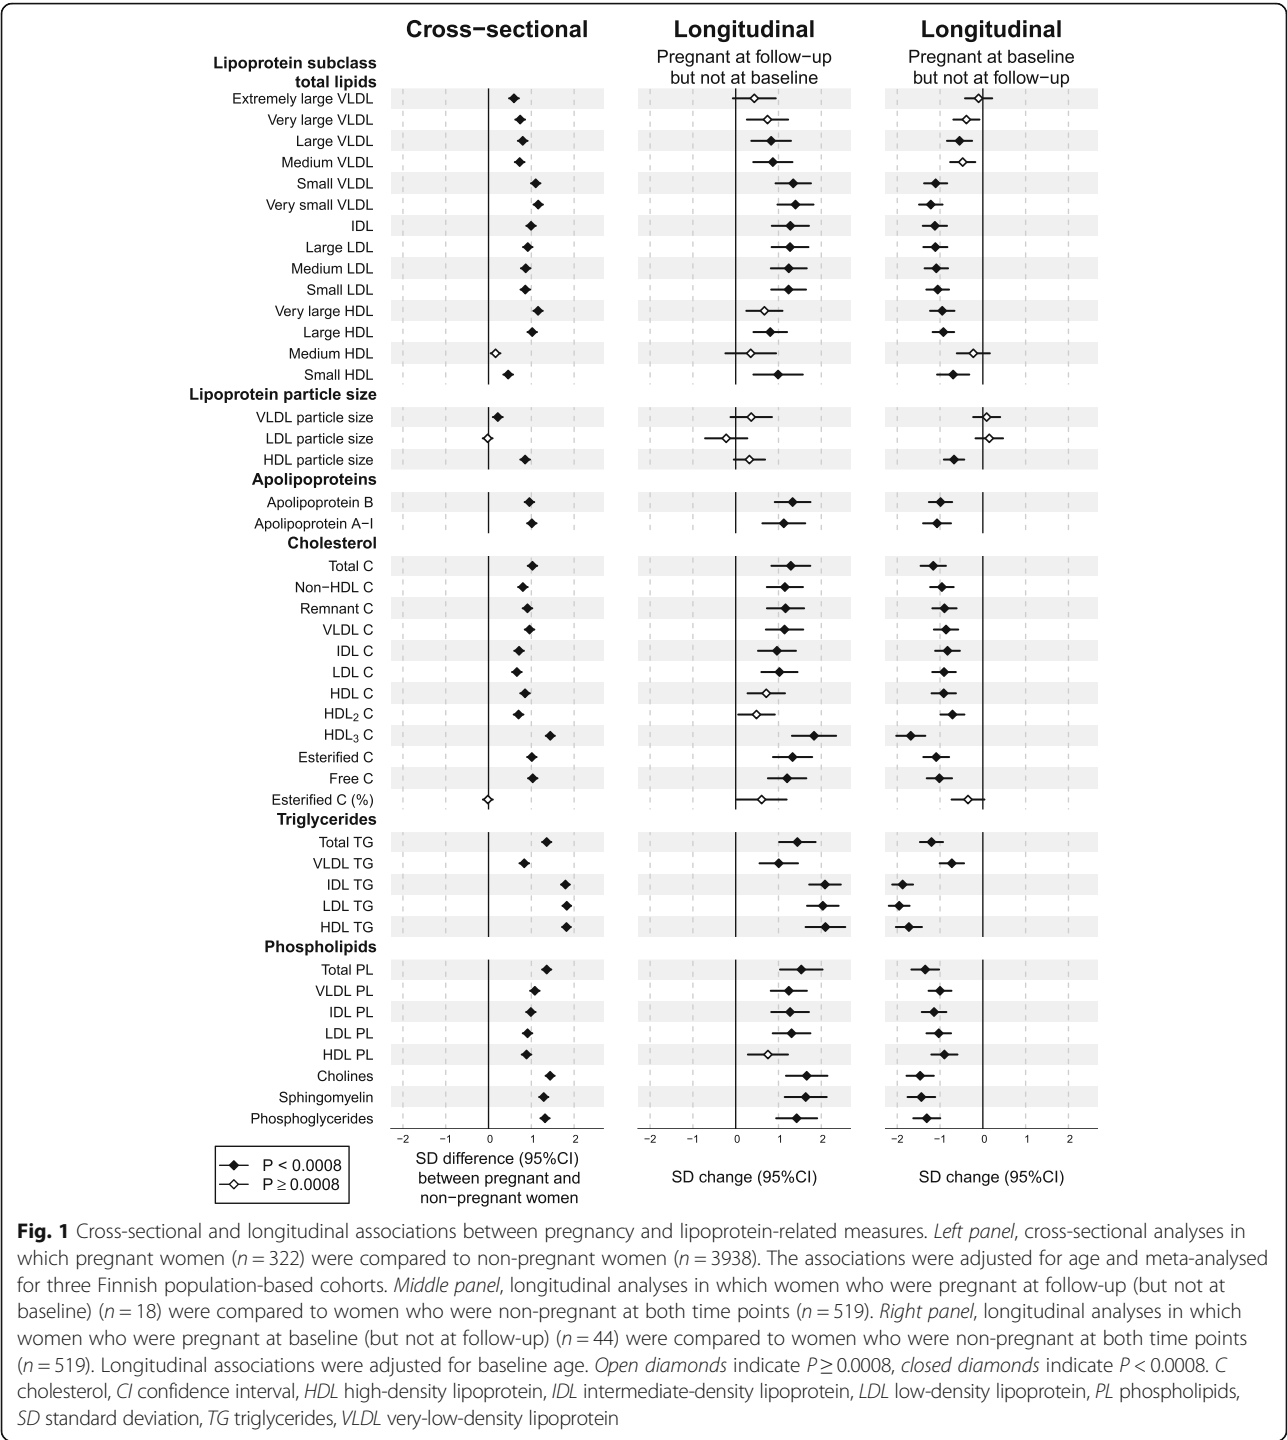 Cross−sectional
Longitudinal
Longitudinal
Pregnant at follow−up
but not at baseline
Pregnant at baseline
but not at follow−up
Lipoprotein subclass
total lipids
Extremely large VLDL
Very large VLDL
Large VLDL
Medium VLDL
Small VLDL
Very small VLDL
IDL
Large LDL
Medium LDL
Small LDL
Very large HDL
Large HDL
Medium HDL
Small HDL
Lipoprotein particle size
VLDL particle size
LDL particle size
HDL particle size
Apolipoproteins
Apolipoprotein B
Apolipoprotein A−I
Cholesterol
Total C
Non−HDL C
Remnant C
VLDL C
IDL C
LDL C
HDL C
HDL₂ C
HDL₃ C
Esterified C
Free C
Esterified C (%)
Triglycerides
Total TG
VLDL TG
IDL TG
LDL TG
HDL TG
Phospholipids
Total PL
VLDL PL
IDL PL
LDL PL
HDL PL
Cholines
Sphingomyelin
Phosphoglycerides
−2 −1 0 1 2
−2 −1 0 1 2
−2 −1 0 1 2
P < 0.0008
P ≥ 0.0008
SD difference (95%CI)
between pregnant and
non−pregnant women
SD change (95%CI)
SD change (95%CI)
Fig. 1 Cross-sectional and longitudinal associations between pregnancy and lipoprotein-related measures. Left panel, cross-sectional analyses in
which pregnant women (n = 322) were compared to non-pregnant women (n = 3938). The associations were adjusted for age and meta-analysed
for three Finnish population-based cohorts. Middle panel, longitudinal analyses in which women who were pregnant at follow-up (but not at
baseline) (n = 18) were compared to women who were non-pregnant at both time points (n = 519). Right panel, longitudinal analyses in which
women who were pregnant at baseline (but not at follow-up) (n = 44) were compared to women who were non-pregnant at both time points
(n = 519). Longitudinal associations were adjusted for baseline age. Open diamonds indicate P ≥ 0.0008, closed diamonds indicate P < 0.0008. C
cholesterol, CI confidence interval, HDL high-density lipoprotein, IDL intermediate-density lipoprotein, LDL low-density lipoprotein, PL phospholipids,
SD standard deviation, TG triglycerides, VLDL very-low-density lipoprotein